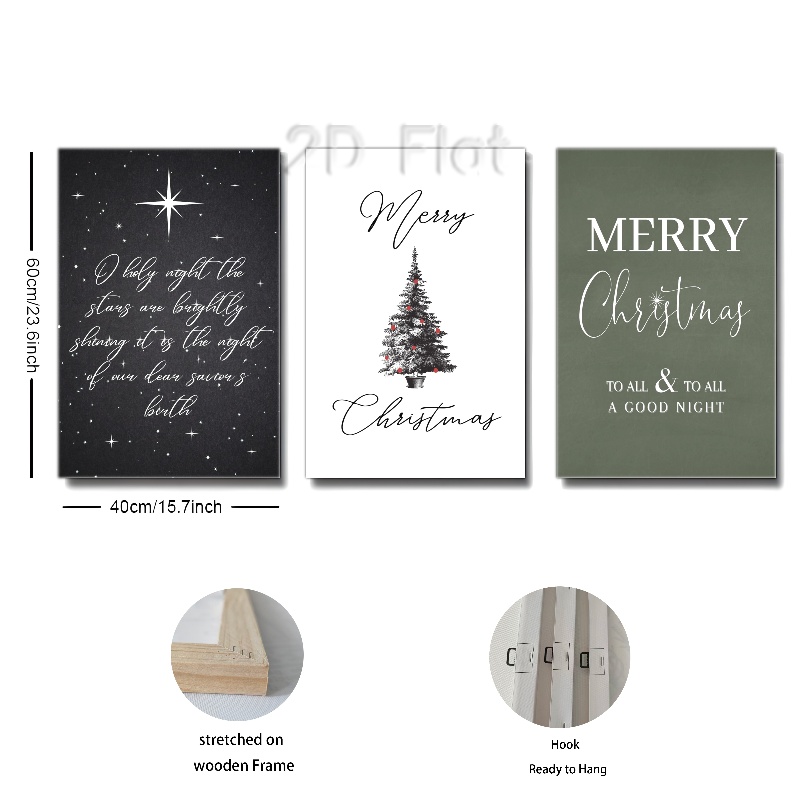 2D Flat
60cm/23.6inch
O holy night the
stars are brightly
shining it is the night
of our dear savior's
birth
Merry
Christmas
MERRY
Christmas
TO ALL & TO ALL
A GOOD NIGHT
40cm/15.7inch
stretched on
wooden Frame
Hook
Ready to Hang